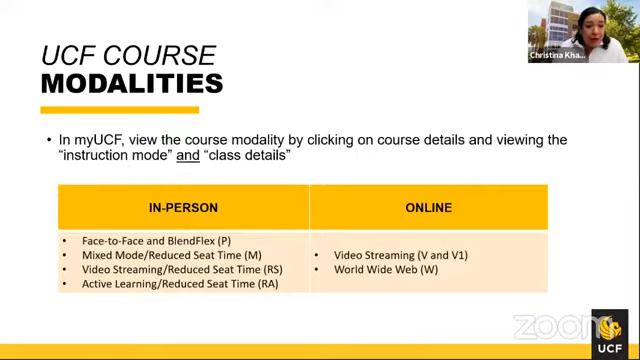 UCF COURSE
MODALITIES
• In myUCF, view the course modality by clicking on course details and viewing the
"instruction mode" and "class details"
IN-PERSON
ONLINE
• Face-to-Face and BlendFlex (P)
• Mixed Mode/Reduced Seat Time (M)
• Video Streaming/Reduced Seat Time (RS)
• Active Learning/Reduced Seat Time (RA)
• Video Streaming (V and V1)
• World Wide Web (W)
Christina Kha...
zoom
UCF